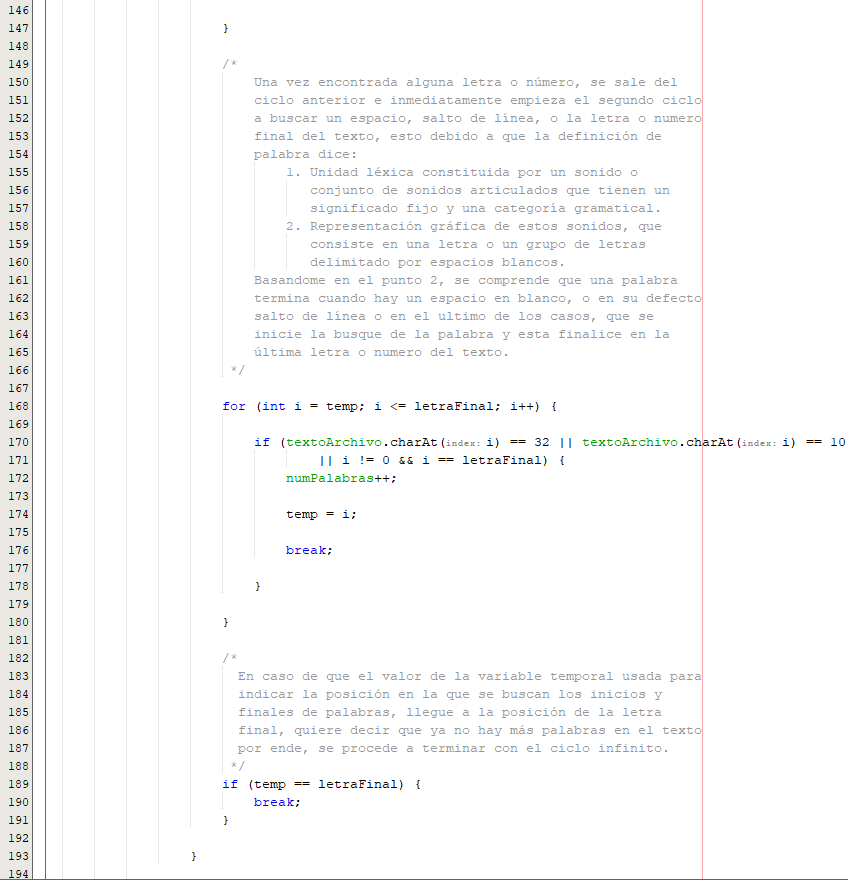 146
147 }
148
149 /*
150 Una vez encontrada alguna letra o número, se sale del
151 ciclo anterior e inmediatamente empieza el segundo ciclo
152 a buscar un espacio, salto de línea, o la letra o numero
153 final del texto, esto debido a que la definición de
154 palabra dice:
155 1. Unidad léxica constituida por un sonido o
156 conjunto de sonidos articulados que tienen un
157 significado fijo y una categoría gramatical.
158 2. Representación gráfica de estos sonidos, que
159 consiste en una letra o un grupo de letras
160 delimitado por espacios blancos.
161 Basandome en el punto 2, se comprende que una palabra
162 termina cuando hay un espacio en blanco, o en su defecto
163 salto de línea o en el ultimo de los casos, que se
164 inicie la busque de la palabra y esta finalice en la
165 última letra o numero del texto.
166 */
167
168 for (int i = temp; i <= letraFinal; i++) {
169
170 if (textoArchivo.charAt(index: i) == 32 || textoArchivo.charAt(index: i) == 10
171 || i != 0 && i == letraFinal) {
172 numPalabras++;
173
174 temp = i;
175
176 break;
177
178 }
179
180 }
181
182 /*
183 En caso de que el valor de la variable temporal usada para
184 indicar la posición en la que se buscan los inicios y
185 finales de palabras, llegue a la posición de la letra
186 final, quiere decir que ya no hay más palabras en el texto
187 por ende, se procede a terminar con el ciclo infinito.
188 */
189 if (temp == letraFinal) {
190 break;
191 }
192
193 }
194